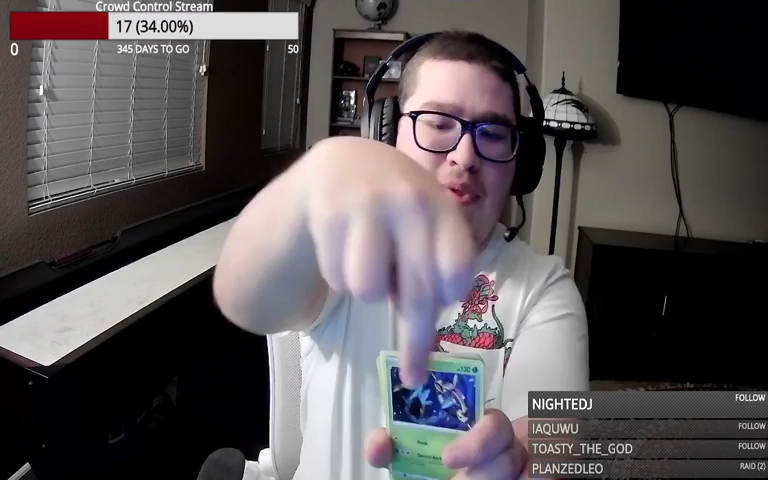 Crowd Control Stream
17 (34.00%)
0 345 DAYS TO GO 50
130
NIGHTEDJ FOLLOW
IAQUWU FOLLOW
TOASTY_THE_GOD FOLLOW
PLANZEDLEO RAID (2)